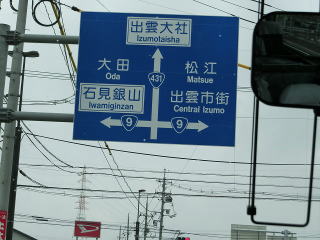 出雲大社
Izumotaisha
大田
Oda
松江
Matsue
431
石見銀山
Iwamiginzan
出雲市街
Central Izumo
9
9